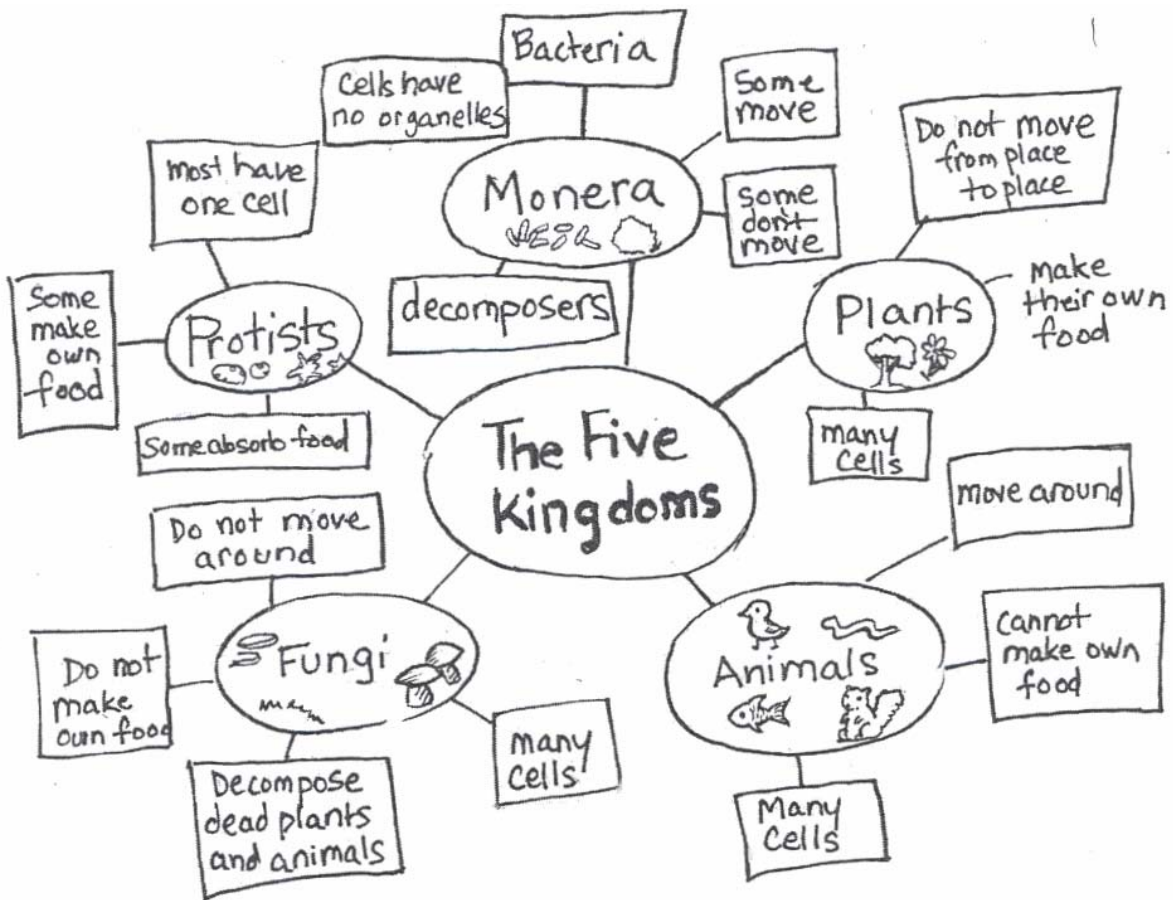 Bacteria
Cells have
no organelles
Some
move
Monera
some
don't
move
decomposers
most have
one cell
Some
make
own
food
Protists
Some absorb food
Do not move
from place
to place
Plants
make
their own
food
many
cells
The Five
Kingdoms
Do not move
around
Fungi
Do not
make
own food
Decompose
dead plants
and animals
many
cells
move around
Animals
cannot
make own
food
Many
Cells